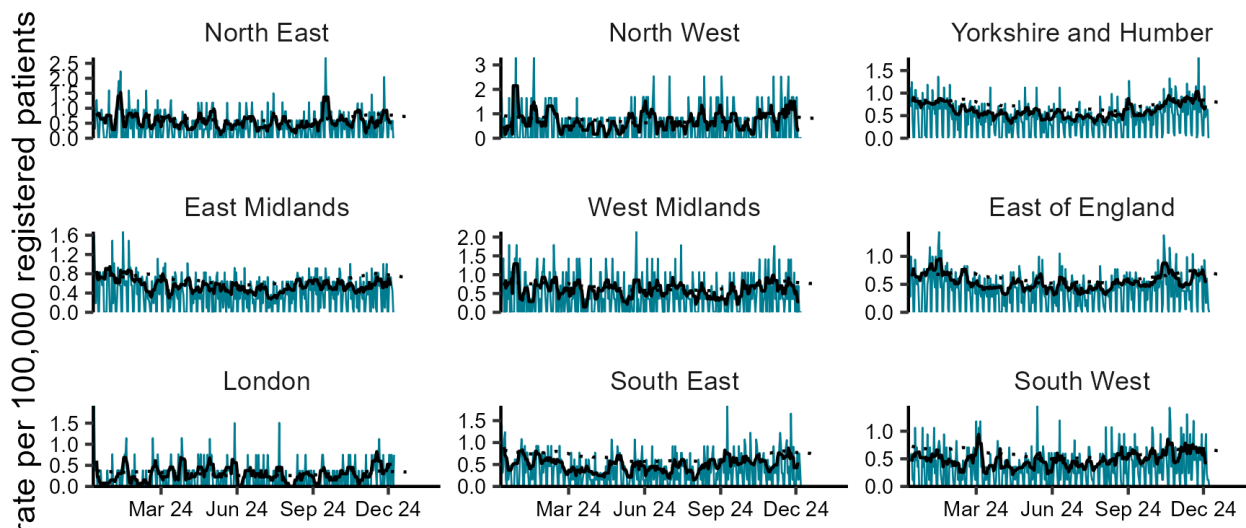 rate per 100,000 registered patients
North East
North West
Yorkshire and Humber
2.5
2.0
1.5
1.0
0.5
0.0
3
2
1
0
1.5
1.0
0.5
0.0
East Midlands
West Midlands
East of England
1.6
1.2
0.8
0.4
0.0
2.0
1.5
1.0
0.5
0.0
1.0
0.5
0.0
London
South East
South West
1.5
1.0
0.5
0.0
1.5
1.0
0.5
0.0
1.0
0.5
0.0
Mar 24 Jun 24 Sep 24 Dec 24
Mar 24 Jun 24 Sep 24 Dec 24
Mar 24 Jun 24 Sep 24 Dec 24